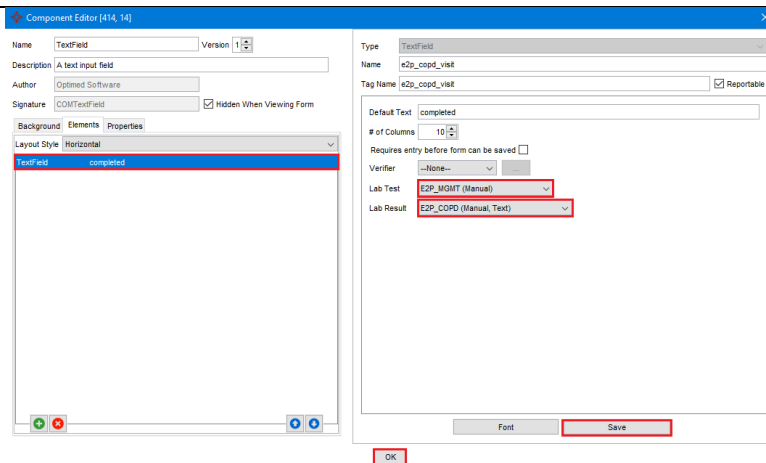 Component Editor [414, 14]
Name TextField Version 1
Description A text input field
Author Optimed Software
Signature COMTextField Hidden When Viewing Form
Background Elements Properties
Layout Style Horizontal
TextField completed
Type TextField
Name e2p_copd_visit
Tag Name e2p_copd_visit Reportable
Default Text completed
# of Columns 10
Requires entry before form can be saved
Verifier --None-- ...
Lab Test E2P_MGMT (Manual)
Lab Result E2P_COPD (Manual, Text)
Font Save
OK